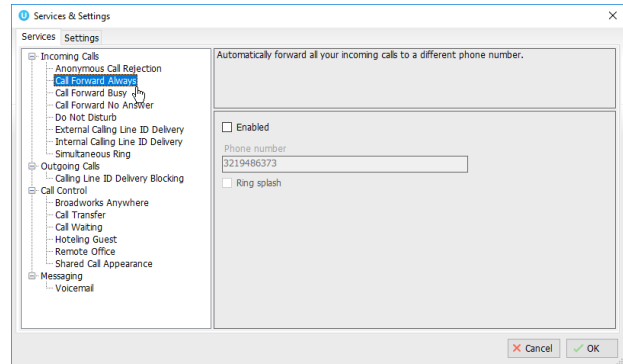 Services & Settings
Services Settings
Incoming Calls
Anonymous Call Rejection
Call Forward Always
Call Forward Busy
Call Forward No Answer
Do Not Disturb
External Calling Line ID Delivery
Internal Calling Line ID Delivery
Simultaneous Ring
Outgoing Calls
Calling Line ID Delivery Blocking
Call Control
Broadworks Anywhere
Call Transfer
Call Waiting
Hoteling Guest
Remote Office
Shared Call Appearance
Messaging
Voicemail
Automatically forward all your incoming calls to a different phone number.
Enabled
Phone number
3219486373
Ring splash
Cancel OK